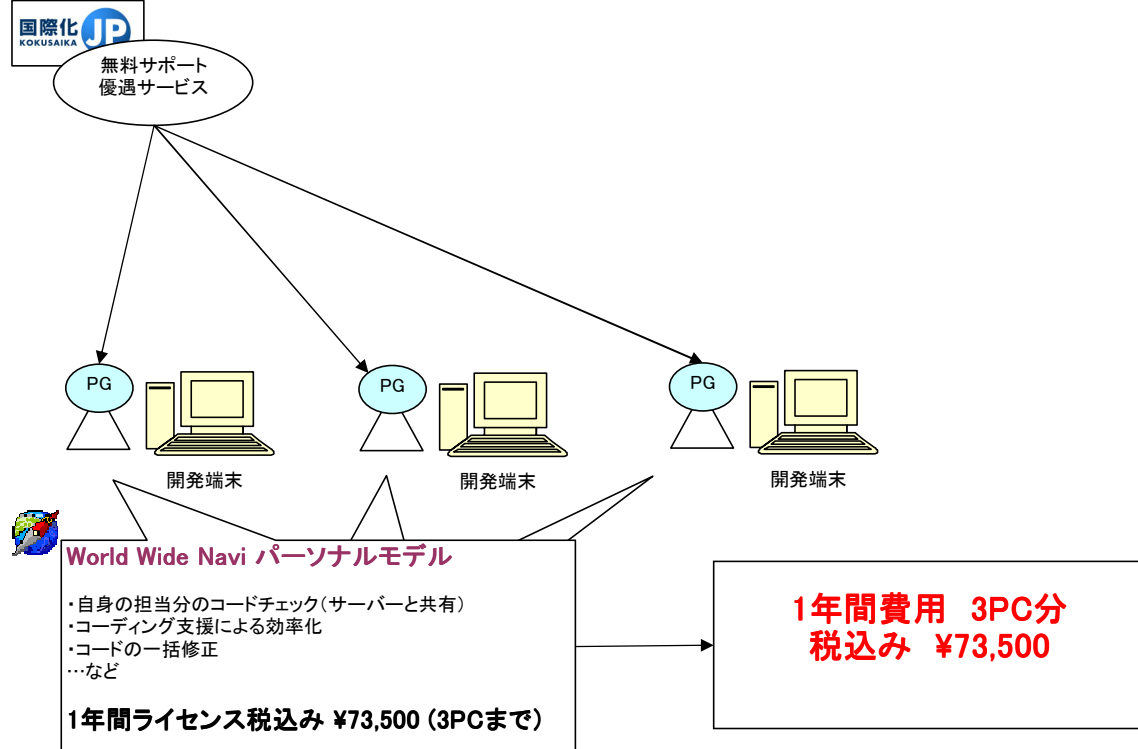 国際化 JP
KOKUSAIKA
無料サポート
優遇サービス
PG
PG
PG
開発端末
開発端末
開発端末
World Wide Navi パーソナルモデル
・自身の担当分のコードチェック(サーバーと共有)
・コーディング支援による効率化
・コードの一括修正
…など
1年間ライセンス税込み ¥73,500 (3PCまで)
1年間費用 3PC分
税込み ¥73,500